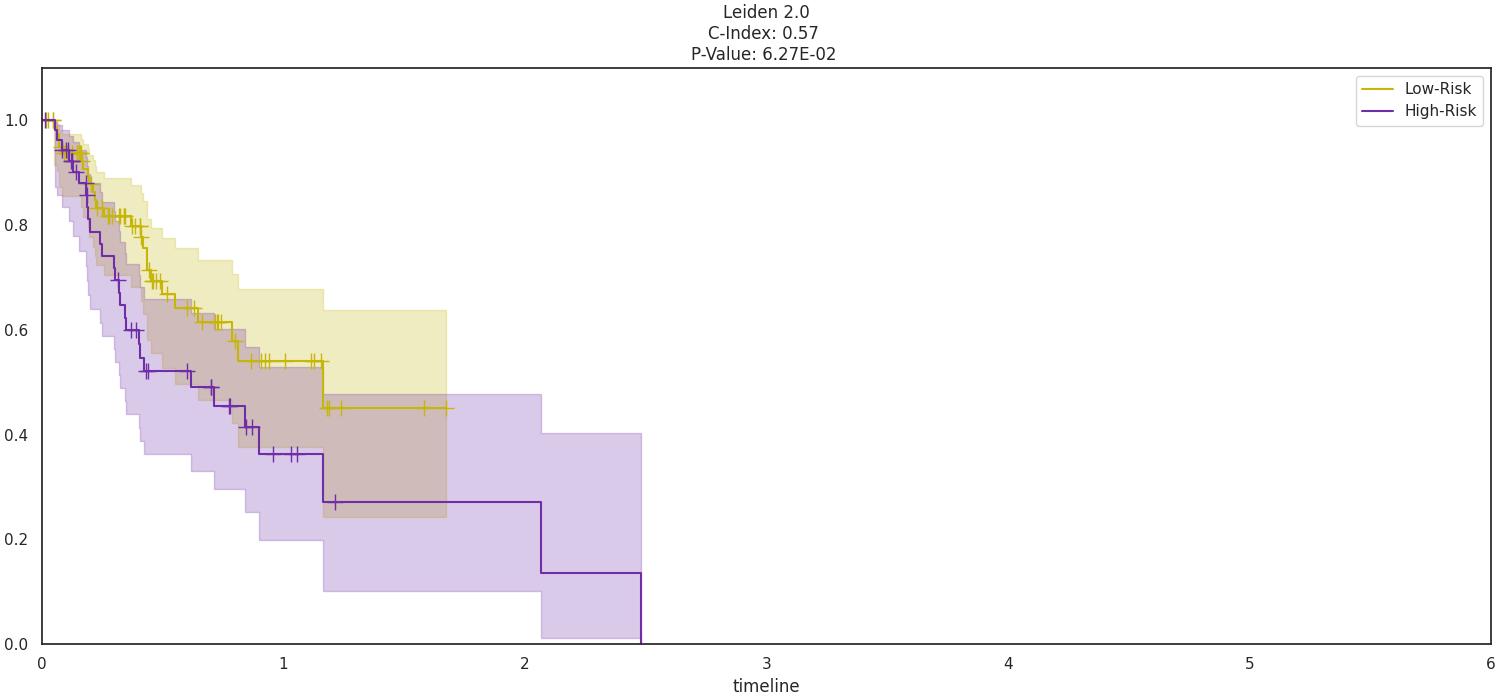 Leiden 2.0
C-Index: 0.57
P-Value: 6.27E-02
Low-Risk
High-Risk
1.0
0.8
0.6
0.4
0.2
0.0
0 1 2 3 4 5 6
timeline